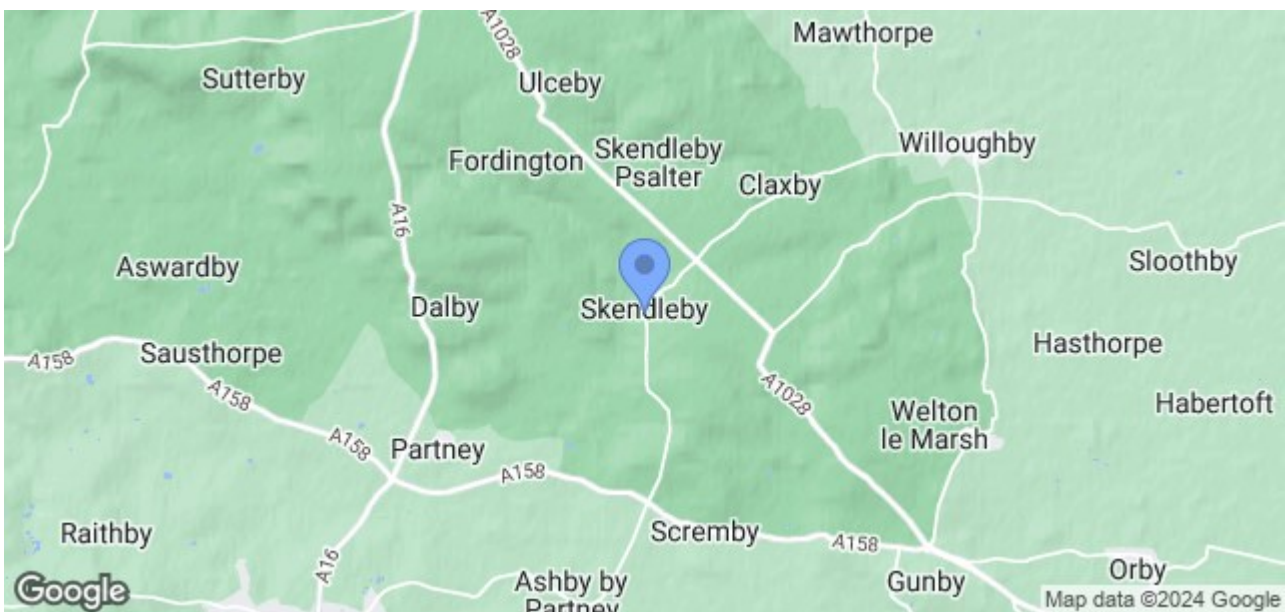 A1028
Mawthorpe
Sutterby
Ulceby
Willoughby
Fordington
Skendleby
Psalter
Claxby
A16
Aswardby
Sloothby
Dalby
Skendleby
Hasthorpe
A158
Sausthorpe
A158
A1028
Habertoft
Welton
le Marsh
A158
Partney
A158
Raithby
Scremby
A158
A16
Ashby by
Partney
Gunby
Orby
Google
Map data ©2024 Google